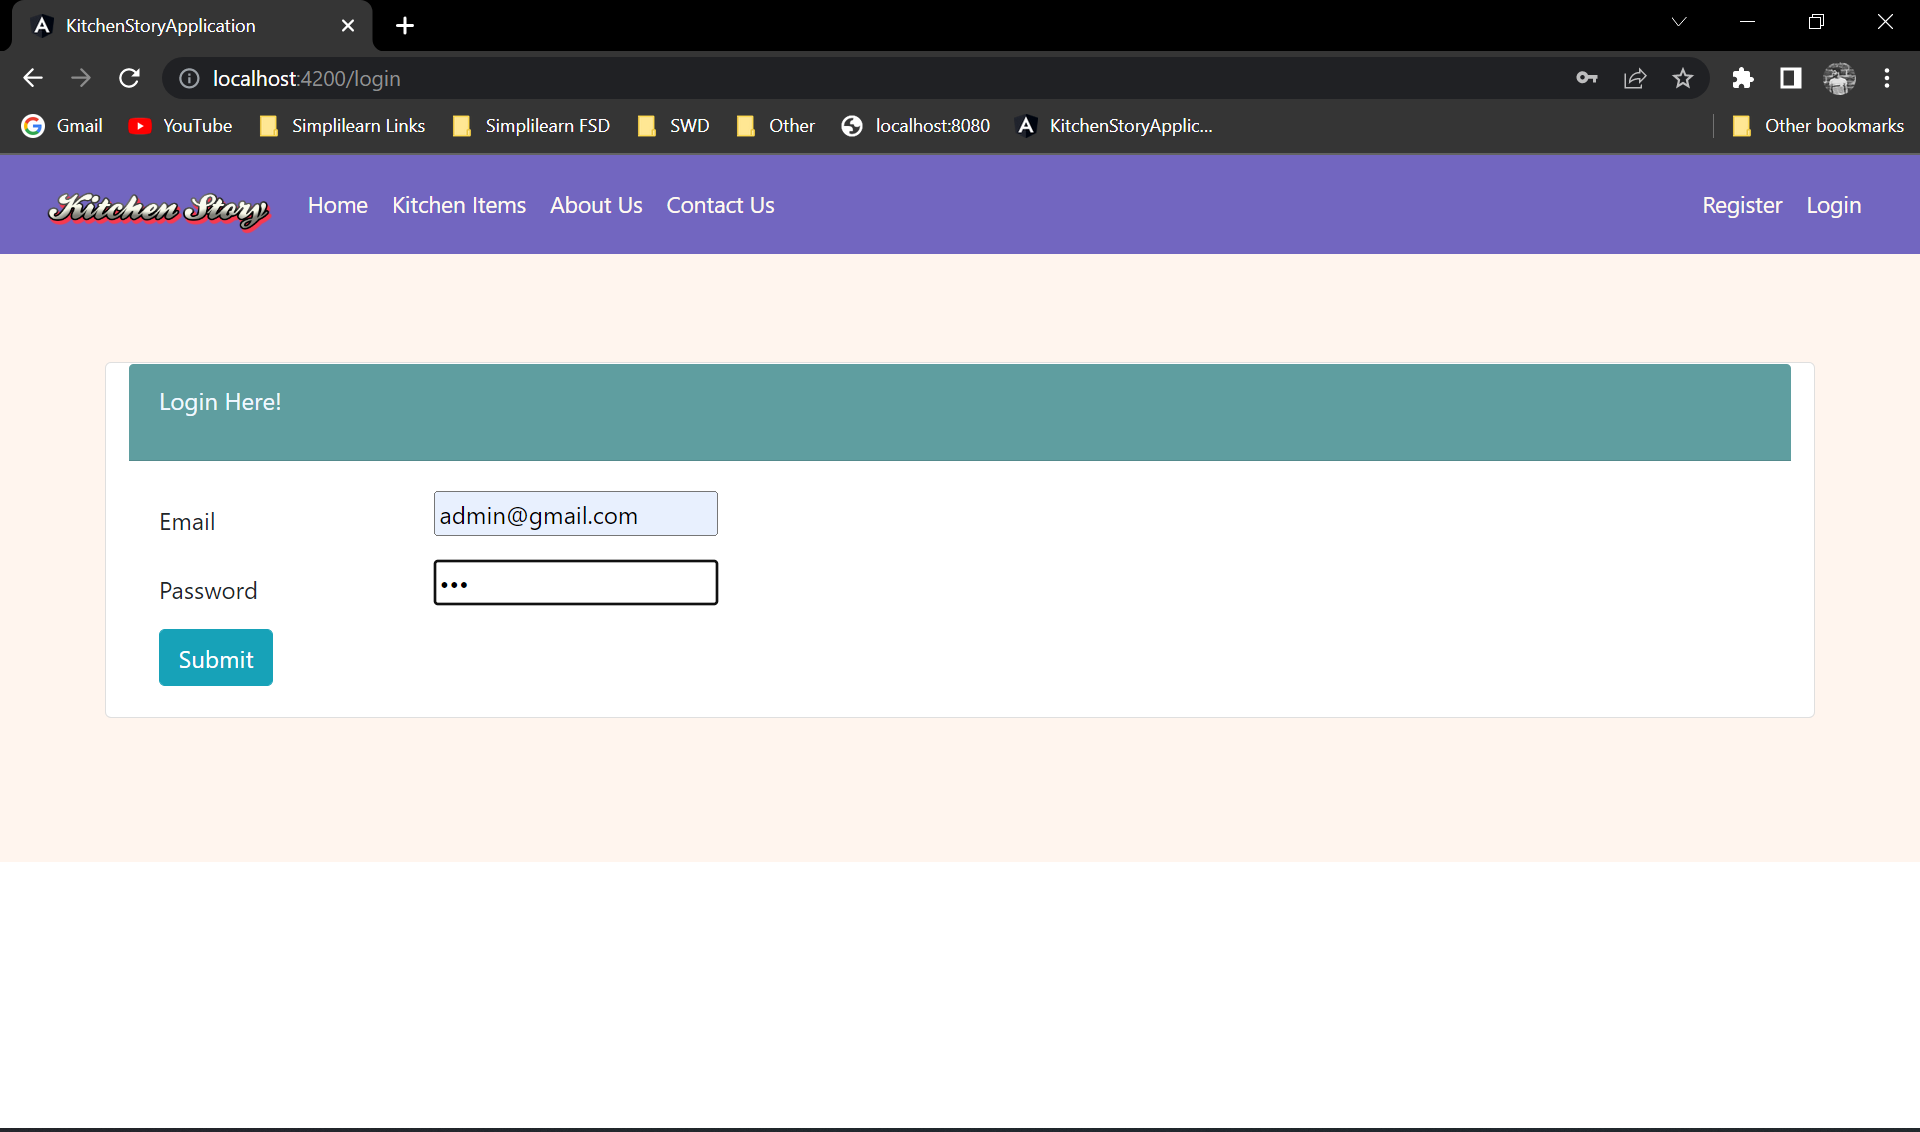 KitchenStoryApplication
localhost:4200/login
Gmail YouTube Simplilearn Links Simplilearn FSD SWD Other localhost:8080 KitchenStoryApplic... Other bookmarks
Kitchen Story Home Kitchen Items About Us Contact Us Register Login
Login Here!
Email admin@gmail.com
Password •••
Submit